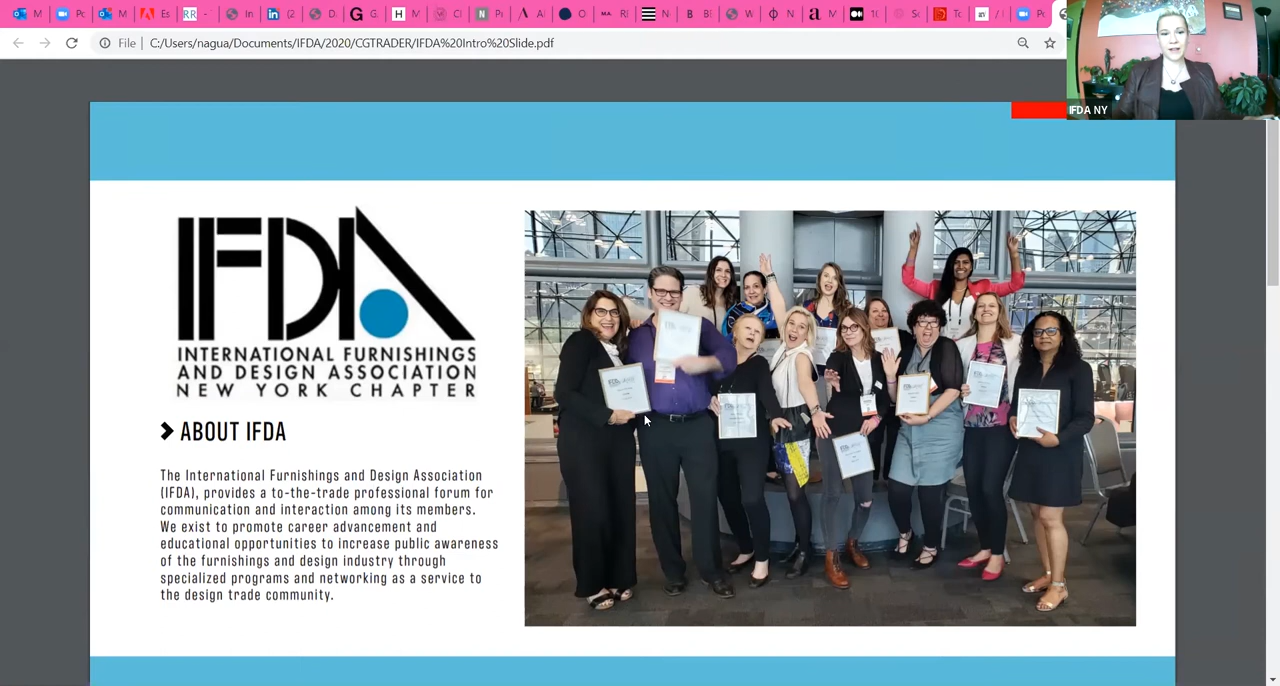 File
C:/Users/nagua/Documents/IFDA/2020/CGTRADER/IFDA%20Intro%20Slide.pdf
IFDA NY
IFDA
INTERNATIONAL FURNISHINGS
AND DESIGN ASSOCIATION
NEW YORK CHAPTER
ABOUT IFDA
The International Furnishings and Design Association
(IFDA), provides a to-the-trade professional forum for
communication and interaction among its members.
We exist to promote career advancement and
educational opportunities to increase public awareness
of the furnishings and design industry through
specialized programs and networking as a service to
the design trade community.